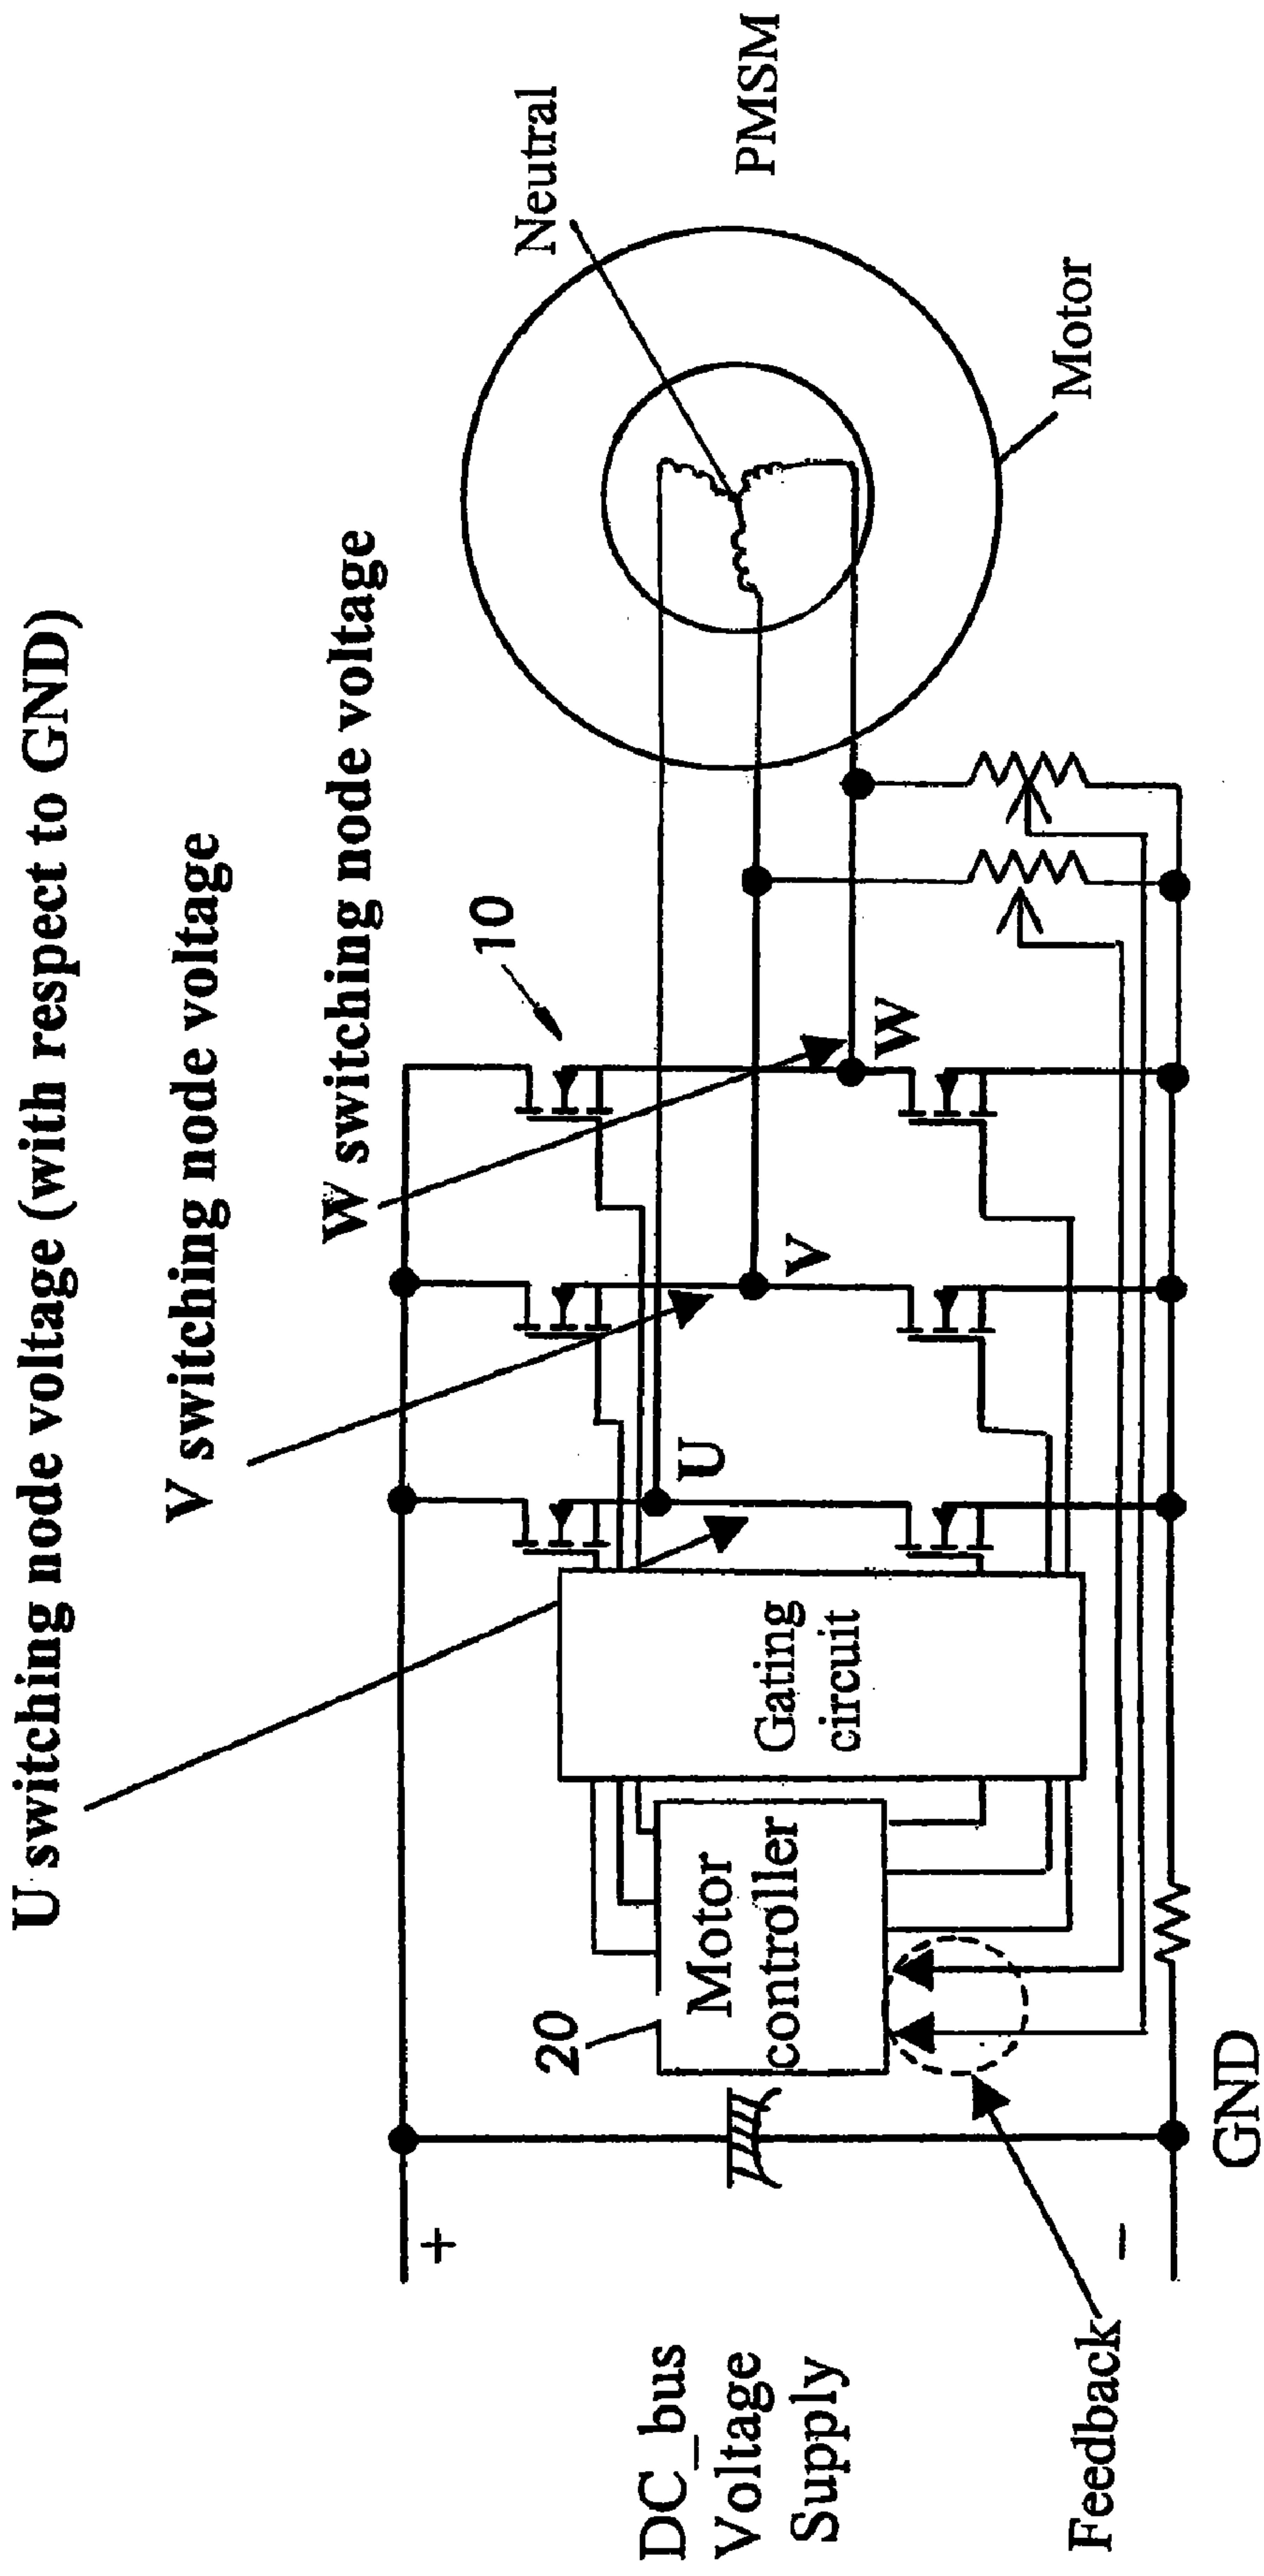 U switching node voltage (with respect to GND)
V switching node voltage
W switching node voltage
10
Neutral
PMSM
Motor
U
V
W
Gating
circuit
20
Motor
controller
+
−
GND
DC_bus
Voltage
Supply
Feedback